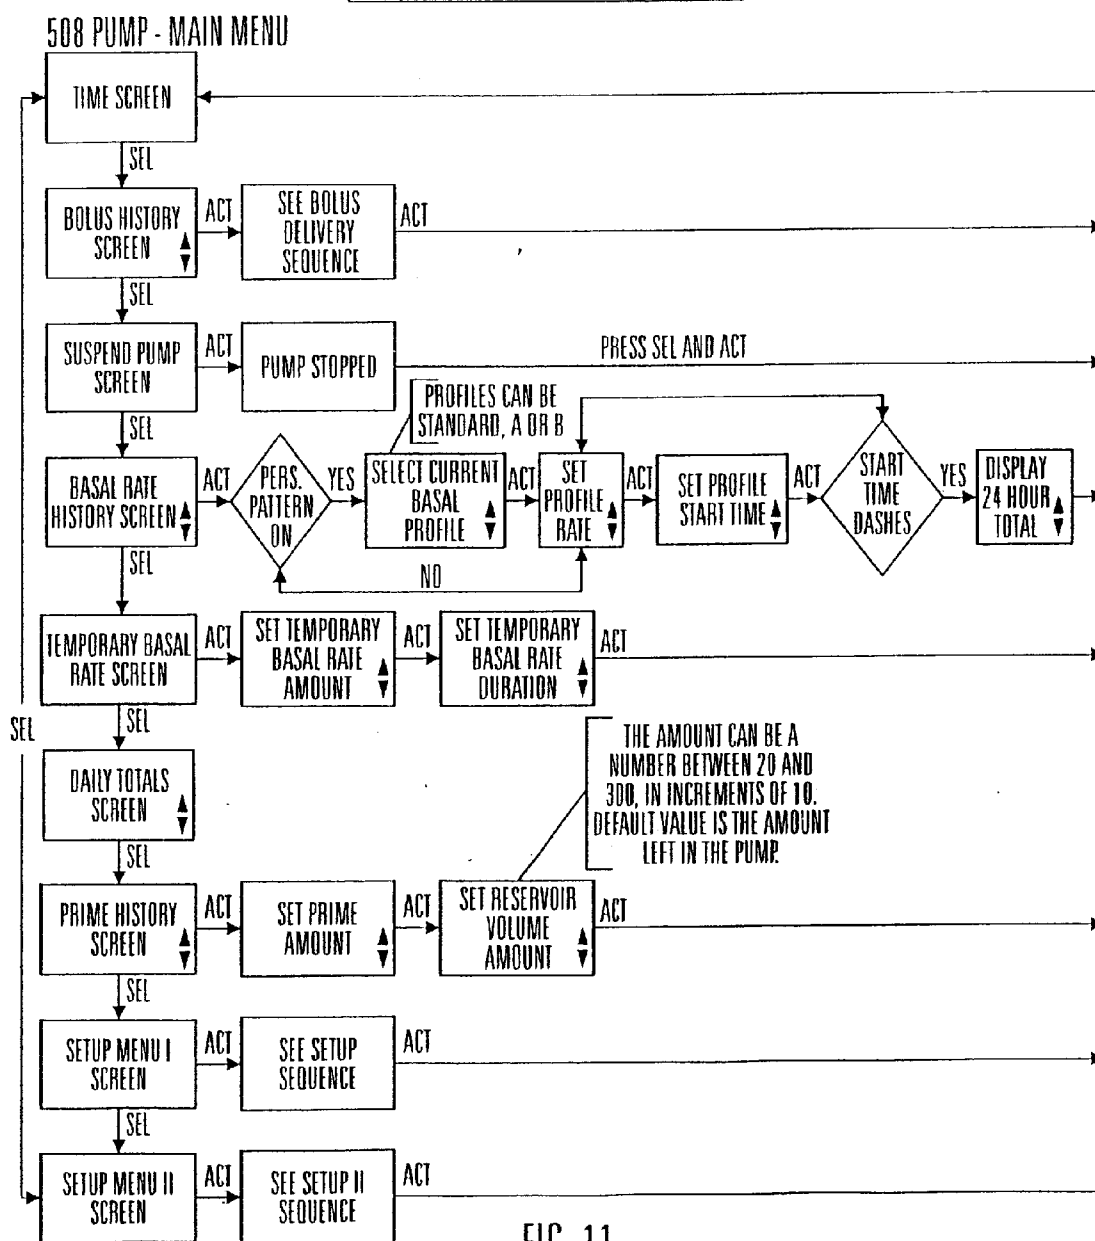 508 PUMP - MAIN MENU
TIME SCREEN
SEL
BOLUS HISTORY
SCREEN
ACT
SEE BOLUS
DELIVERY
SEQUENCE
ACT
SEL
SUSPEND PUMP
SCREEN
ACT
PUMP STOPPED
PRESS SEL AND ACT
SEL
PROFILES CAN BE
STANDARD, A OR B
BASAL RATE
HISTORY SCREEN
ACT
PERS.
PATTERN
ON
YES
SELECT CURRENT
BASAL
PROFILE
ACT
SET
PROFILE
RATE
ACT
SET PROFILE
START TIME
ACT
START
TIME
DASHES
YES
DISPLAY
24 HOUR
TOTAL
NO
SEL
TEMPORARY BASAL
RATE SCREEN
ACT
SET TEMPORARY
BASAL RATE
AMOUNT
ACT
SET TEMPORARY
BASAL RATE
DURATION
ACT
SEL
SEL
DAILY TOTALS
SCREEN
THE AMOUNT CAN BE A
NUMBER BETWEEN 20 AND
300, IN INCREMENTS OF 10.
DEFAULT VALUE IS THE AMOUNT
LEFT IN THE PUMP.
SEL
PRIME HISTORY
SCREEN
ACT
SET PRIME
AMOUNT
ACT
SET RESERVOIR
VOLUME
AMOUNT
ACT
SEL
SETUP MENU I
SCREEN
ACT
SEE SETUP
SEQUENCE
ACT
SEL
SETUP MENU II
SCREEN
ACT
SEE SETUP II
SEQUENCE
ACT
FIG. 11